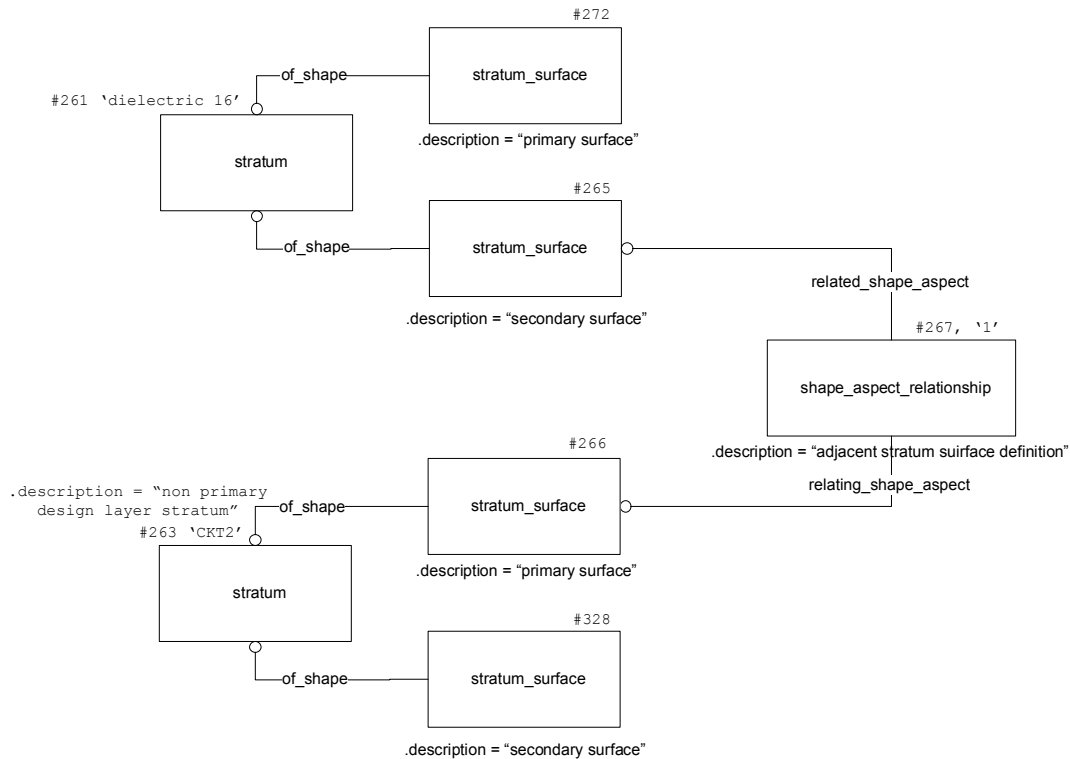 #272
stratum_surface
of_shape
#261 ‘dielectric 16’
.description = “primary surface”
stratum
#265
of_shape
stratum_surface
related_shape_aspect
.description = “secondary surface”
#267, ‘1’
shape_aspect_relationship
#266
.description = “adjacent stratum suirface definition”
relating_shape_aspect
.description = “non primary
design layer stratum”
of_shape
stratum_surface
#263 ‘CKT2’
.description = “primary surface”
stratum
#328
of_shape
stratum_surface
.description = “secondary surface”